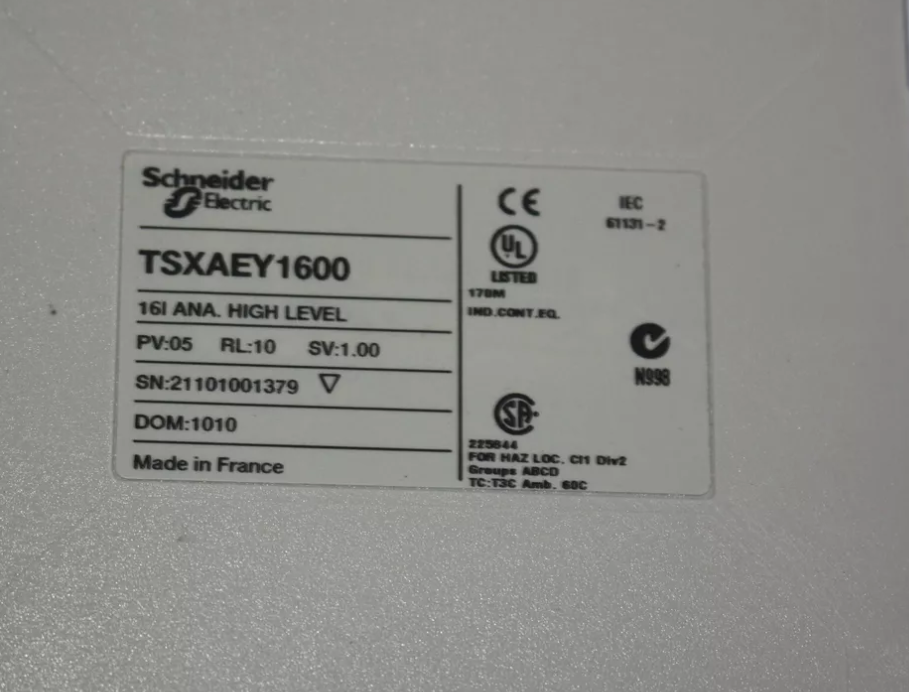 Schneider
Electric
TSXAEY1600
16I ANA. HIGH LEVEL
PV:05 RL:10 SV:1.00
SN:21101001379
DOM:1010
Made in France
CE
UL
LISTED
178M
IND.CONT.EQ.
IEC
61131-2
N998
SA
225844
FOR HAZ LOC. Cl1 Div2
Groups ABCD
TC:T3C Amb. 60C